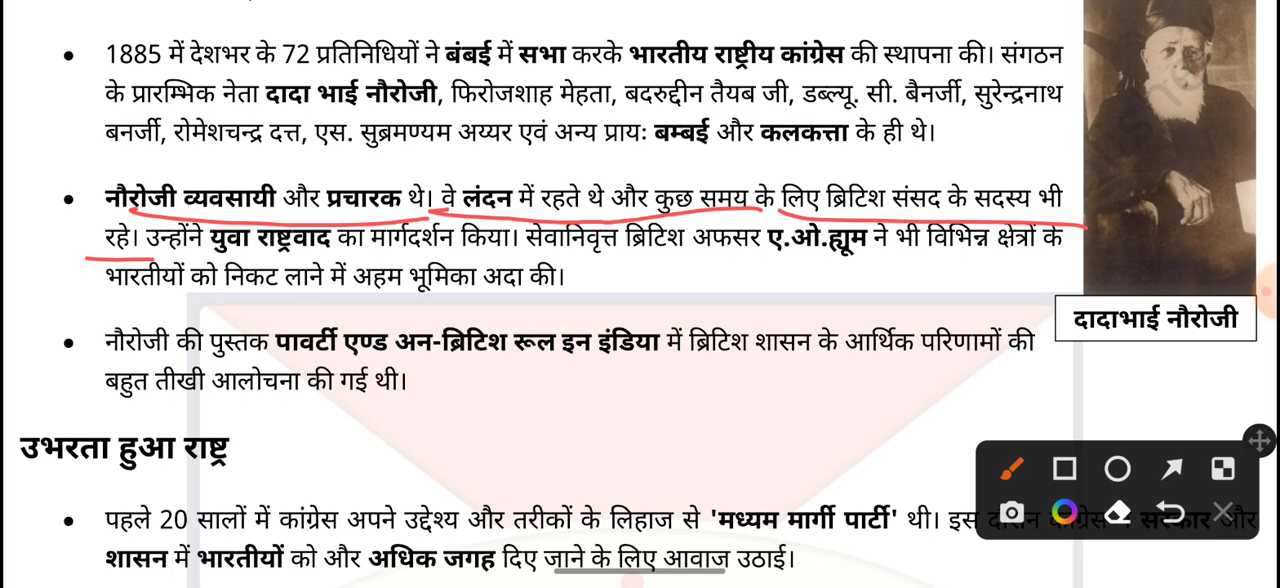 1885 में देशभर के 72 प्रतिनिधियों ने बंबई में सभा करके भारतीय राष्ट्रीय कांग्रेस की स्थापना की। संगठन
के प्रारम्भिक नेता दादा भाई नौरोजी, फिरोजशाह मेहता, बदरुद्दीन तैयब जी, डब्ल्यू. सी. बैनर्जी, सुरेन्द्रनाथ
बनर्जी, रोमेशचन्द्र दत्त, एस. सुब्रमण्यम अय्यर एवं अन्य प्रायः बम्बई और कलकत्ता के ही थे।
नौरोजी व्यवसायी और प्रचारक थे। वे लंदन में रहते थे और कुछ समय के लिए ब्रिटिश संसद के सदस्य भी
रहे। उन्होंने युवा राष्ट्रवाद का मार्गदर्शन किया। सेवानिवृत्त ब्रिटिश अफसर ए.ओ.ह्यूम ने भी विभिन्न क्षेत्रों के
भारतीयों को निकट लाने में अहम भूमिका अदा की।
दादाभाई नौरोजी
नौरोजी की पुस्तक पावर्टी एण्ड अन-ब्रिटिश रूल इन इंडिया में ब्रिटिश शासन के आर्थिक परिणामों की
बहुत तीखी आलोचना की गई थी।
उभरता हुआ राष्ट्र
पहले 20 सालों में कांग्रेस अपने उद्देश्य और तरीकों के लिहाज से 'मध्यम मार्गी पार्टी' थी। इस सरकार और
शासन में भारतीयों को और अधिक जगह दिए जाने के लिए आवाज उठाई।